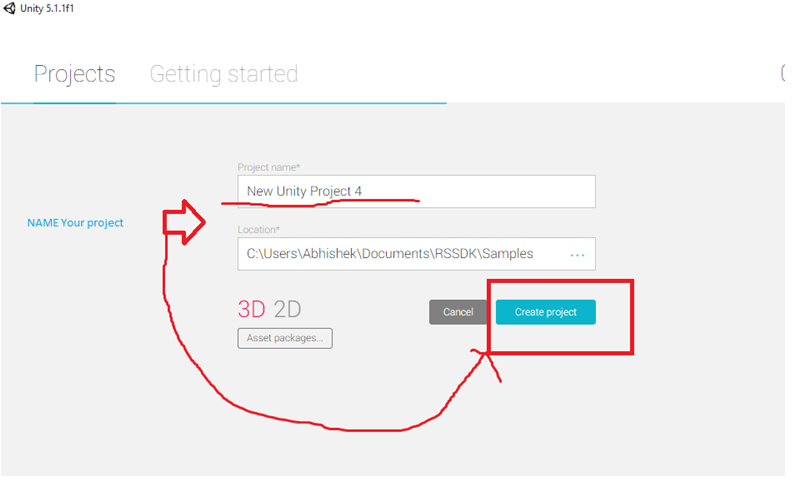 Unity 5.1.1f1
Projects Getting started
Project name*
New Unity Project 4
NAME Your project
Location*
C:\Users\Abhishek\Documents\RSSDK\Samples ...
3D 2D
Cancel Create project
Asset packages...